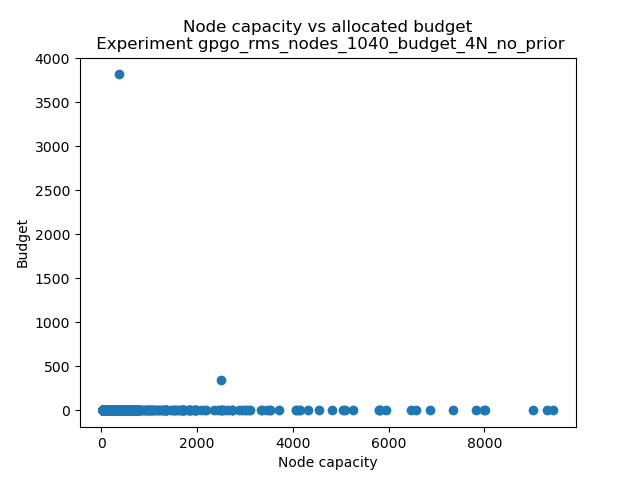 Node capacity vs allocated budget
Experiment gpgo_rms_nodes_1040_budget_4N_no_prior
4000
3500
3000
2500
2000
1500
1000
500
0
Budget
0 2000 4000 6000 8000
Node capacity